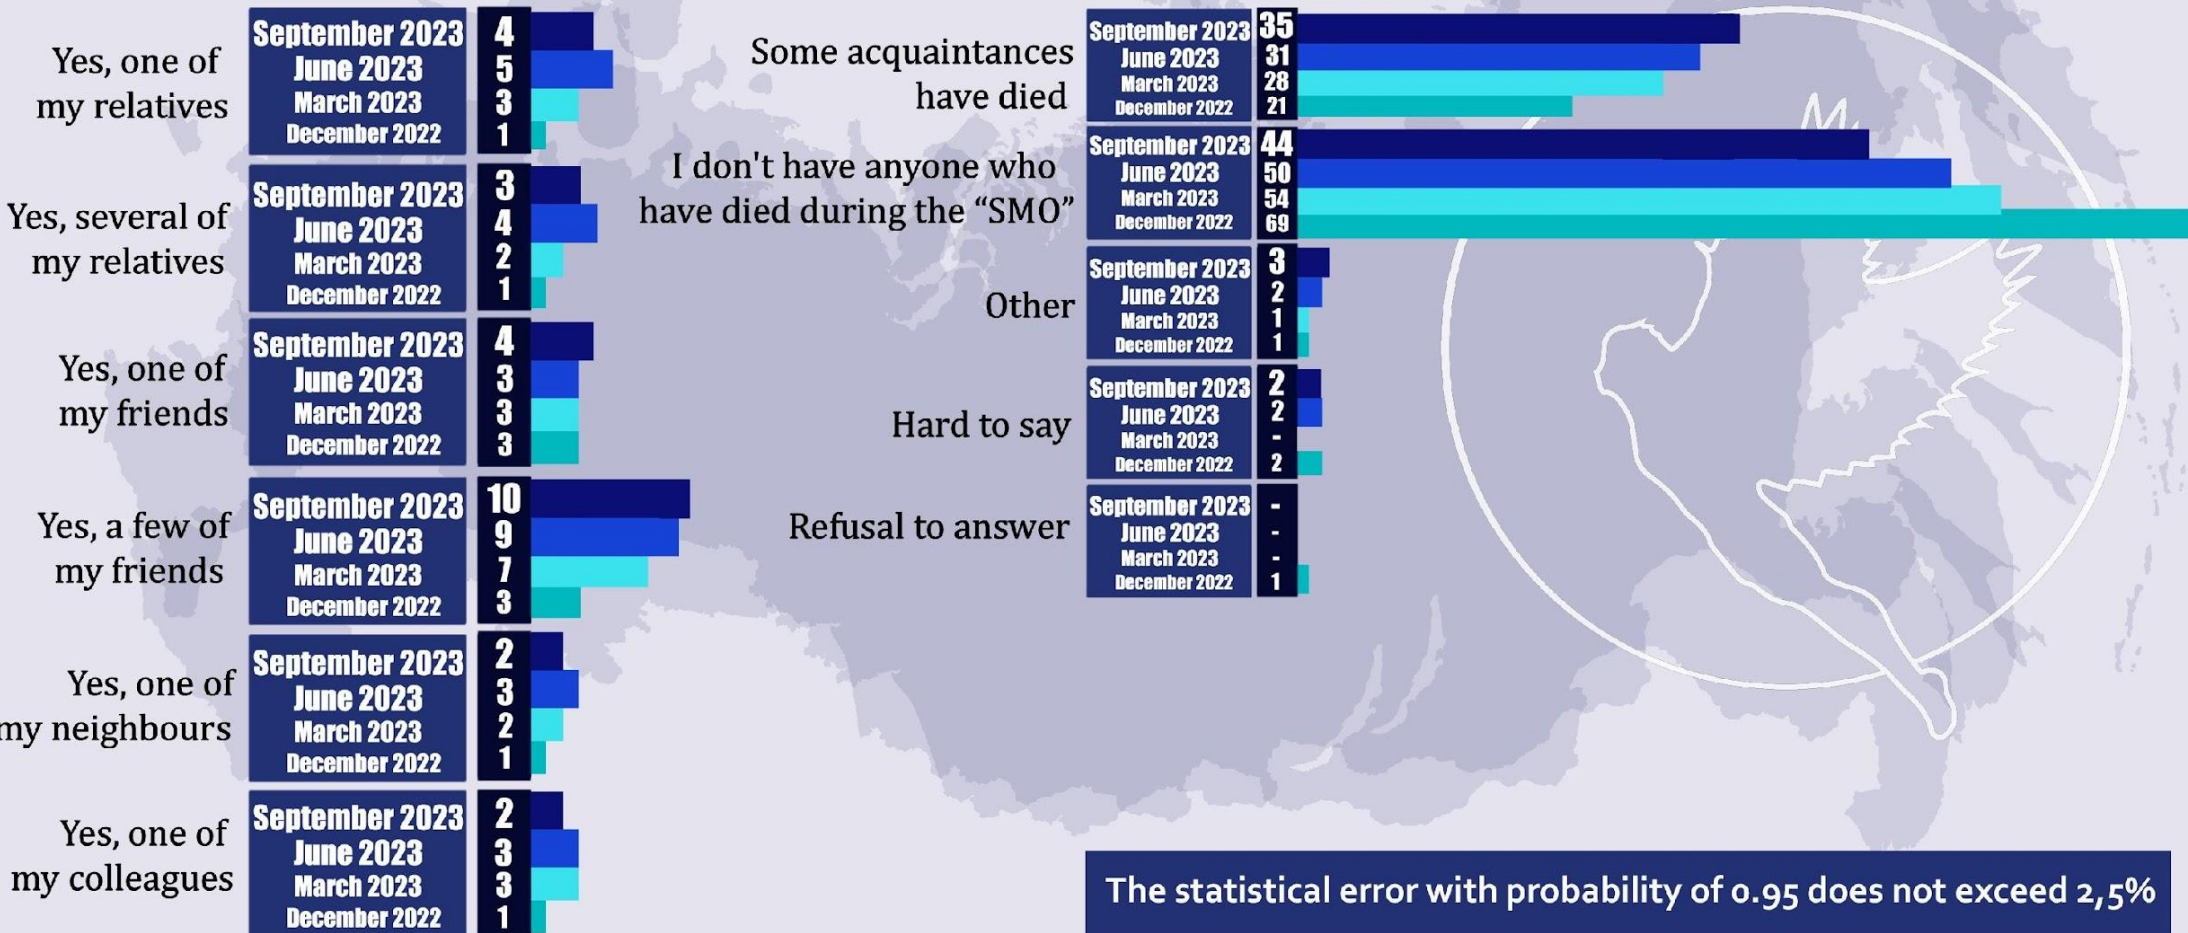 Yes, one of
my relatives
September 2023 4
June 2023 5
March 2023 3
December 2022 1
Yes, several of
my relatives
September 2023 3
June 2023 4
March 2023 2
December 2022 1
Yes, one of
my friends
September 2023 4
June 2023 3
March 2023 3
December 2022 3
Yes, a few of
my friends
September 2023 10
June 2023 9
March 2023 7
December 2022 3
Yes, one of
my neighbours
September 2023 2
June 2023 3
March 2023 2
December 2022 1
Yes, one of
my colleagues
September 2023 2
June 2023 3
March 2023 3
December 2022 1
Some acquaintances
have died
September 2023 35
June 2023 31
March 2023 28
December 2022 21
I don't have anyone who
have died during the “SMO”
September 2023 44
June 2023 50
March 2023 54
December 2022 69
Other
September 2023 3
June 2023 2
March 2023 1
December 2022 1
Hard to say
September 2023 2
June 2023 2
March 2023 -
December 2022 2
Refusal to answer
September 2023 -
June 2023 -
March 2023 -
December 2022 1
The statistical error with probability of 0.95 does not exceed 2,5%